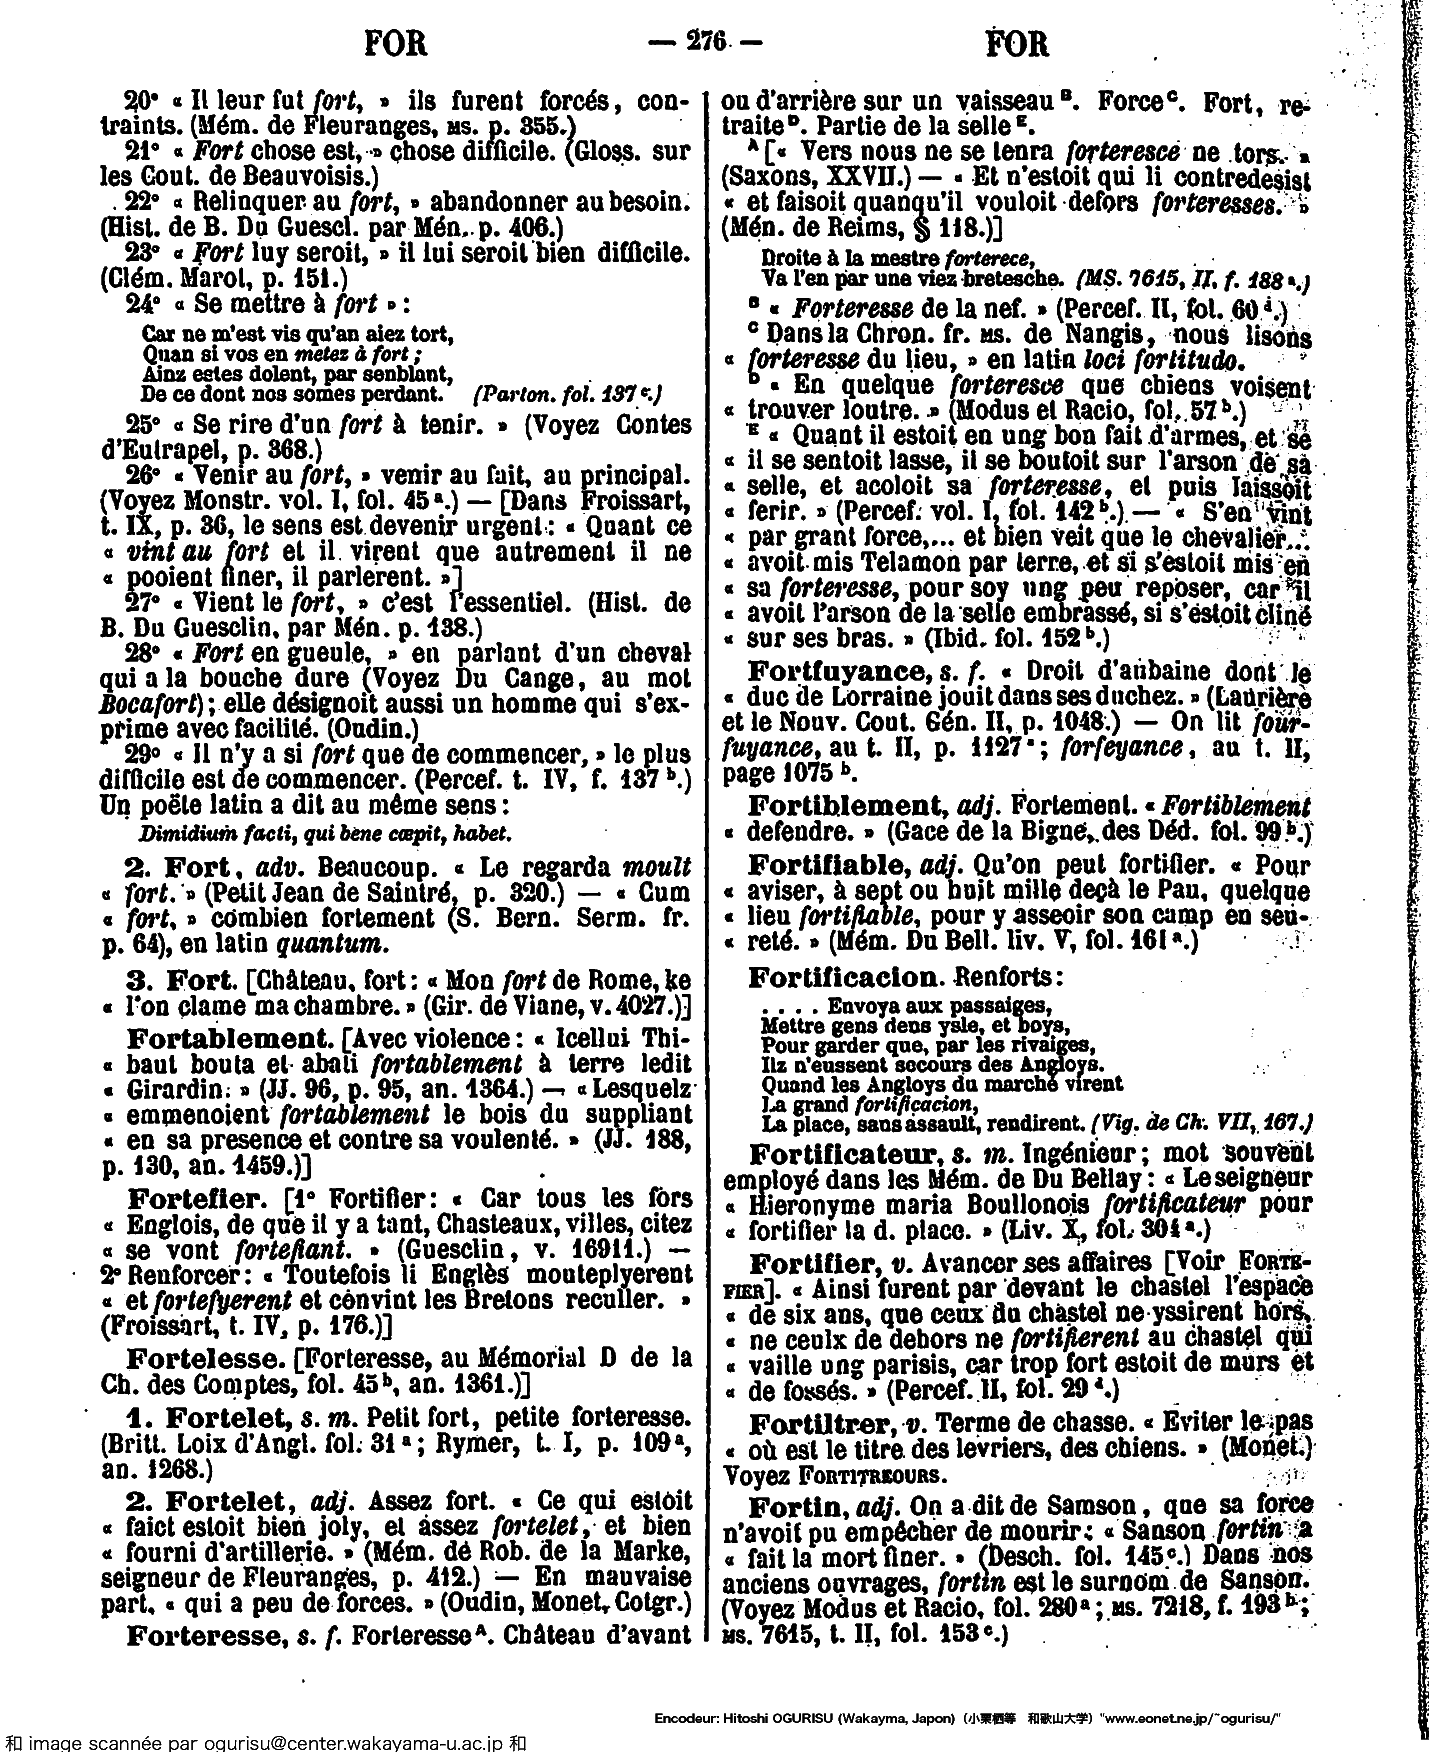 FOR — 276 — FOR
20° « Il leur fut fort, » ils furent forcés, con-
traints. (Mém. de Fleuranges, MS. p. 355.)
21° « Fort chose est, » chose difficile. (Gloss. sur
les Cout. de Beauvoisis.)
22° « Relinquer au fort, » abandonner au besoin.
(Hist. de B. Du Guescl. par Mén. p. 406.)
23° « Fort luy seroit, » il lui seroit bien difficile.
(Clém. Marot, p. 151.)
24° « Se mettre à fort » :
Car ne m'est vis qu'an aiez tort,
Quan si vos en metez à fort ;
Ainz estes dolent, par senblant,
De ce dont nos somes perdant. (Parton. fol. 137 c.)
25° « Se rire d'un fort à tenir. » (Voyez Contes
d'Eutrapel, p. 368.)
26° « Venir au fort, » venir au fait, au principal.
(Voyez Monstr. vol. I, fol. 45 a.) — [Dans Froissart,
t. IX, p. 36, le sens est devenir urgent : « Quant ce
« vint au fort et il virent que autrement il ne
« pooient finer, il parlerent. »]
27° « Vient le fort, » c'est l'essentiel. (Hist. de
B. Du Guesclin, par Mén. p. 138.)
28° « Fort en gueule, » en parlant d'un cheval
qui a la bouche dure (Voyez Du Cange, au mot
Bocafort) ; elle désignoit aussi un homme qui s'ex-
prime avec facilité. (Oudin.)
29° « Il n'y a si fort que de commencer, » le plus
difficile est de commencer. (Percef. t. IV, f. 137 b.)
Un poëte latin a dit au même sens :
Dimidium facti, qui bene cœpit, habet.
2. Fort, adv. Beaucoup. « Le regarda moult
« fort. » (Petit Jean de Saintré, p. 320.) — « Cum
« fort, » combien fortement (S. Bern. Serm. fr.
p. 64), en latin quantum.
3. Fort. [Château, fort : « Mon fort de Rome, ke
« l'on clame ma chambre. » (Gir. de Viane, v. 4027.)]
Fortablement. [Avec violence : « Icellui Thi-
« baut bouta et abati fortablement à terre ledit
« Girardin. » (JJ. 96, p. 95, an. 1364.) — « Lesquelz
« emmenoient fortablement le bois du suppliant
« en sa presence et contre sa voulenté. » (JJ. 188,
p. 130, an. 1459.)]
Fortefier. [1° Fortifier : « Car tous les fors
« Englois, de que il y a tant, Chasteaux, villes, citez
« se vont fortefiant. » (Guesclin, v. 16911.) —
2° Renforcer : « Toutefois li Englès mouteplyerent
« et fortefyerent et convint les Bretons reculler. »
(Froissart, t. IV, p. 176.)]
Fortelesse. [Forteresse, au Mémorial D de la
Ch. des Comptes, fol. 45 b, an. 1361.)]
1. Fortelet, s. m. Petit fort, petite forteresse.
(Britt. Loix d'Angl. fol. 31 a ; Rymer, t. I, p. 109 a,
an. 1268.)
2. Fortelet, adj. Assez fort. « Ce qui estoit
« faict estoit bien joly, et assez fortelet, et bien
« fourni d'artillerie. » (Mém. de Rob. de la Marke,
seigneur de Fleuranges, p. 412.) — En mauvaise
part, « qui a peu de forces. » (Oudin, Monet, Cotgr.)
Forteresse, s. f. Forteresse A. Château d'avant
ou d'arrière sur un vaisseau B. Force C. Fort, re-
traite D. Partie de la selle E.
A [« Vers nous ne se tenra forteresce ne tors. »
(Saxons, XXVII.) — « Et n'estoit qui li contredesist
« et faisoit quanqu'il vouloit defors forteresses. »
(Mén. de Reims, § 118.)]
Droite à la mestre forterece,
Va l'en par une viez bretesche. (MS. 7615, II, f. 188 a.)
B « Forteresse de la nef. » (Percef. II, fol. 60 d.)
C Dans la Chron. fr. MS. de Nangis, nous lisons
« forteresse du lieu, » en latin loci fortitudo.
D « En quelque forteresce que chiens voisent
« trouver loutre. » (Modus et Racio, fol. 57 b.)
E « Quant il estoit en ung bon fait d'armes, et se
« il se sentoit lasse, il se boutoit sur l'arson de sa
« selle, et acoloit sa forteresse, et puis laissoit
« ferir. » (Percef. vol. I, fol. 142 b.) — « S'en vint
« par grant force,... et bien veit que le chevalier...
« avoit mis Telamon par terre, et si s'estoit mis en
« sa forteresse, pour soy ung peu reposer, car il
« avoit l'arson de la selle embrassé, si s'estoit cliné
« sur ses bras. » (Ibid. fol. 152 b.)
Fortfuyance, s. f. « Droit d'aubaine dont le
« duc de Lorraine jouit dans ses duchez. » (Laurière
et le Nouv. Cout. Gén. II, p. 1048.) — On lit four-
fuyance, au t. II, p. 1127 a ; forfeyance, au t. II,
page 1075 b.
Fortiblement, adj. Fortement. « Fortiblement
« defendre. » (Gace de la Bigne, des Déd. fol. 99 b.)
Fortifiable, adj. Qu'on peut fortifier. « Pour
« aviser, à sept ou huit mille deçà le Pau, quelque
« lieu fortifiable, pour y asseoir son camp en seu-
« reté. » (Mém. Du Bell. liv. V, fol. 161 a.)
Fortificacion. Renforts :
. . . . Envoya aux passaiges,
Mettre gens dens ysle, et boys,
Pour garder que, par les rivaiges,
Ilz n'eussent secours des Angloys.
Quand les Angloys du marché virent
La grand fortificacion,
La place, sans assault, rendirent. (Vig. de Ch. VII, 167.)
Fortificateur, s. m. Ingénieur ; mot souvent
employé dans les Mém. de Du Bellay : « Le seigneur
« Hieronyme maria Boullonois fortificateur pour
« fortifier la d. place. » (Liv. X, fol. 301 a.)
Fortifier, v. Avancer ses affaires [Voir FORTE-
FIER]. « Ainsi furent par devant le chastel l'espace
« de six ans, que ceux du chastel ne yssirent hors,
« ne ceulx de dehors ne fortifierent au chastel qui
« vaille ung parisis, car trop fort estoit de murs et
« de fossés. » (Percef. II, fol. 29 d.)
Fortiltrer, v. Terme de chasse. « Eviter le pas
« où est le titre des levriers, des chiens. » (Monet.)
Voyez FORTITREOURS.
Fortin, adj. On a dit de Samson, que sa force
n'avoit pu empêcher de mourir : « Sanson fortin a
« fait la mort finer. » (Desch. fol. 145 c.) Dans nos
anciens ouvrages, fortin est le surnom de Sanson.
(Voyez Modus et Racio, fol. 280 a ; MS. 7218, f. 193 b ;
MS. 7615, t. II, fol. 153 c.)
Encodeur: Hitoshi OGURISU (Wakayma, Japon) (小栗栖等 和歌山大学) "www.eonet.ne.jp/~ogurisu/"
和 image scannée par ogurisu@center.wakayama-u.ac.jp 和